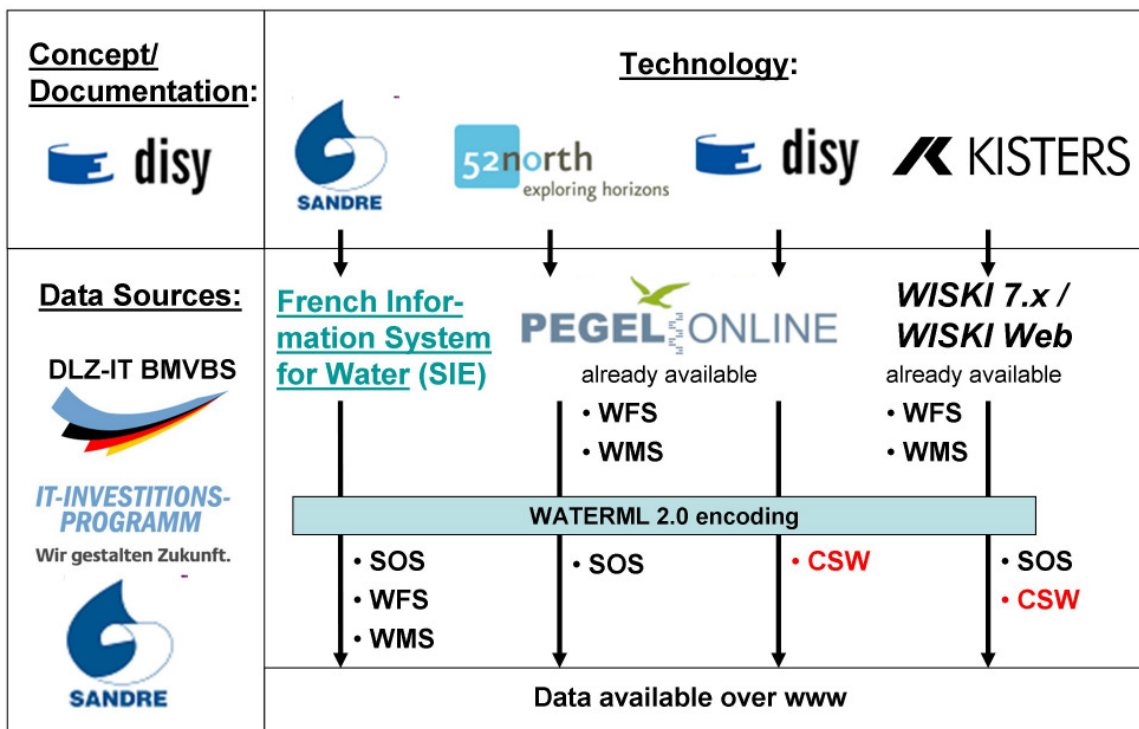 Concept/
Documentation:
disy
Technology:
SANDRE
52north
exploring horizons
disy
KISTERS
Data Sources:
DLZ-IT BMVBS
IT-INVESTITIONS-
PROGRAMM
Wir gestalten Zukunft.
SANDRE
French Infor-
mation System
for Water (SIE)
PEGEL ONLINE
already available
• WFS
• WMS
WISKI 7.x /
WISKI Web
already available
• WFS
• WMS
WATERML 2.0 encoding
• SOS
• WFS
• WMS
• SOS
• CSW
• SOS
• CSW
Data available over www